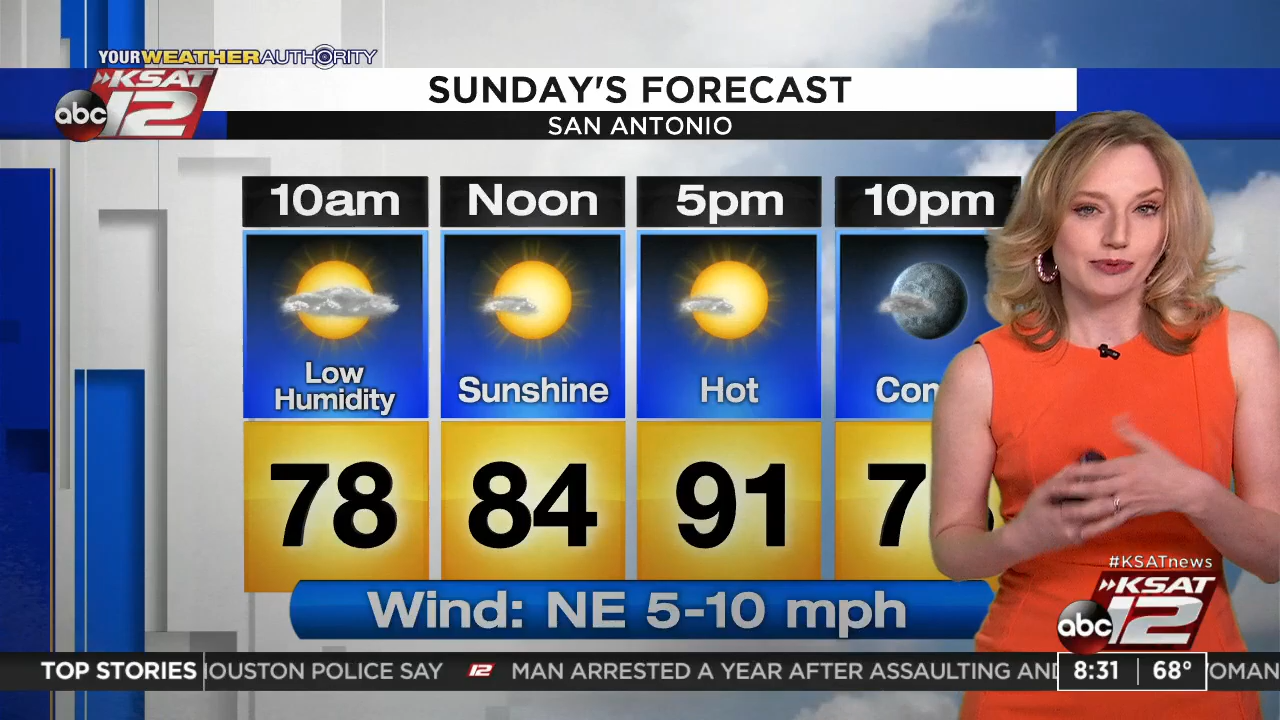 YOURWEATHERAUTHORITY
KSAT
abc 12
SUNDAY'S FORECAST
SAN ANTONIO
10am Noon 5pm 10pm
Low Humidity
Sunshine
Hot
78 84 91
Wind: NE 5-10 mph
#KSATnews
KSAT
abc 12
TOP STORIES HOUSTON POLICE SAY 12 MAN ARRESTED A YEAR AFTER ASSAULTING AND
8:31 68°